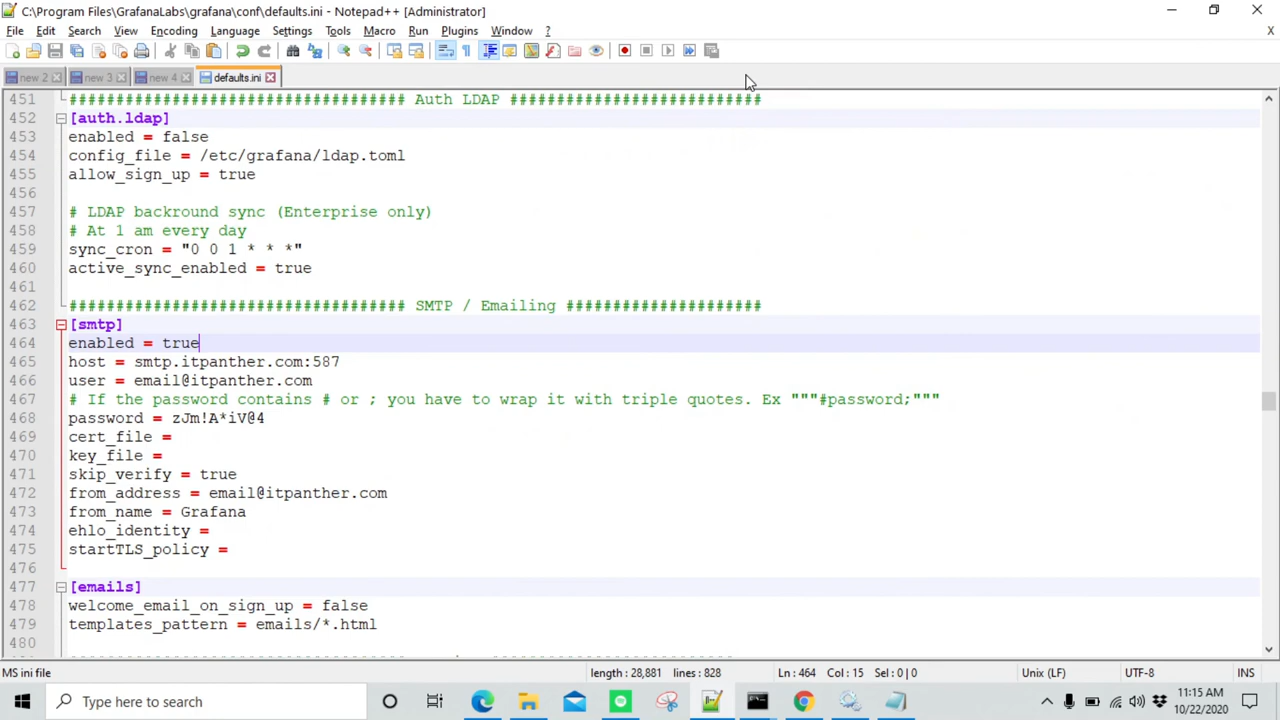 C:\Program Files\GrafanaLabs\grafana\conf\defaults.ini - Notepad++ [Administrator]
File Edit Search View Encoding Language Settings Tools Macro Run Plugins Window ? X
new 2 new 3 new 4 defaults.ini
451 #################################### Auth LDAP ###########################
452 [auth.ldap]
453 enabled = false
454 config_file = /etc/grafana/ldap.toml
455 allow_sign_up = true
456
457 # LDAP backround sync (Enterprise only)
458 # At 1 am every day
459 sync_cron = "0 0 1 * * *"
460 active_sync_enabled = true
461
462 #################################### SMTP / Emailing #####################
463 [smtp]
464 enabled = true
465 host = smtp.itpanther.com:587
466 user = email@itpanther.com
467 # If the password contains # or ; you have to wrap it with triple quotes. Ex """#password;"""
468 password = zJm!A*iV@4
469 cert_file =
470 key_file =
471 skip_verify = true
472 from_address = email@itpanther.com
473 from_name = Grafana
474 ehlo_identity =
475 startTLS_policy =
476
477 [emails]
478 welcome_email_on_sign_up = false
479 templates_pattern = emails/*.html
480
MS ini file length : 28,881 lines : 828 Ln : 464 Col : 15 Sel : 0 | 0 Unix (LF) UTF-8 INS
Type here to search
11:15 AM
10/22/2020